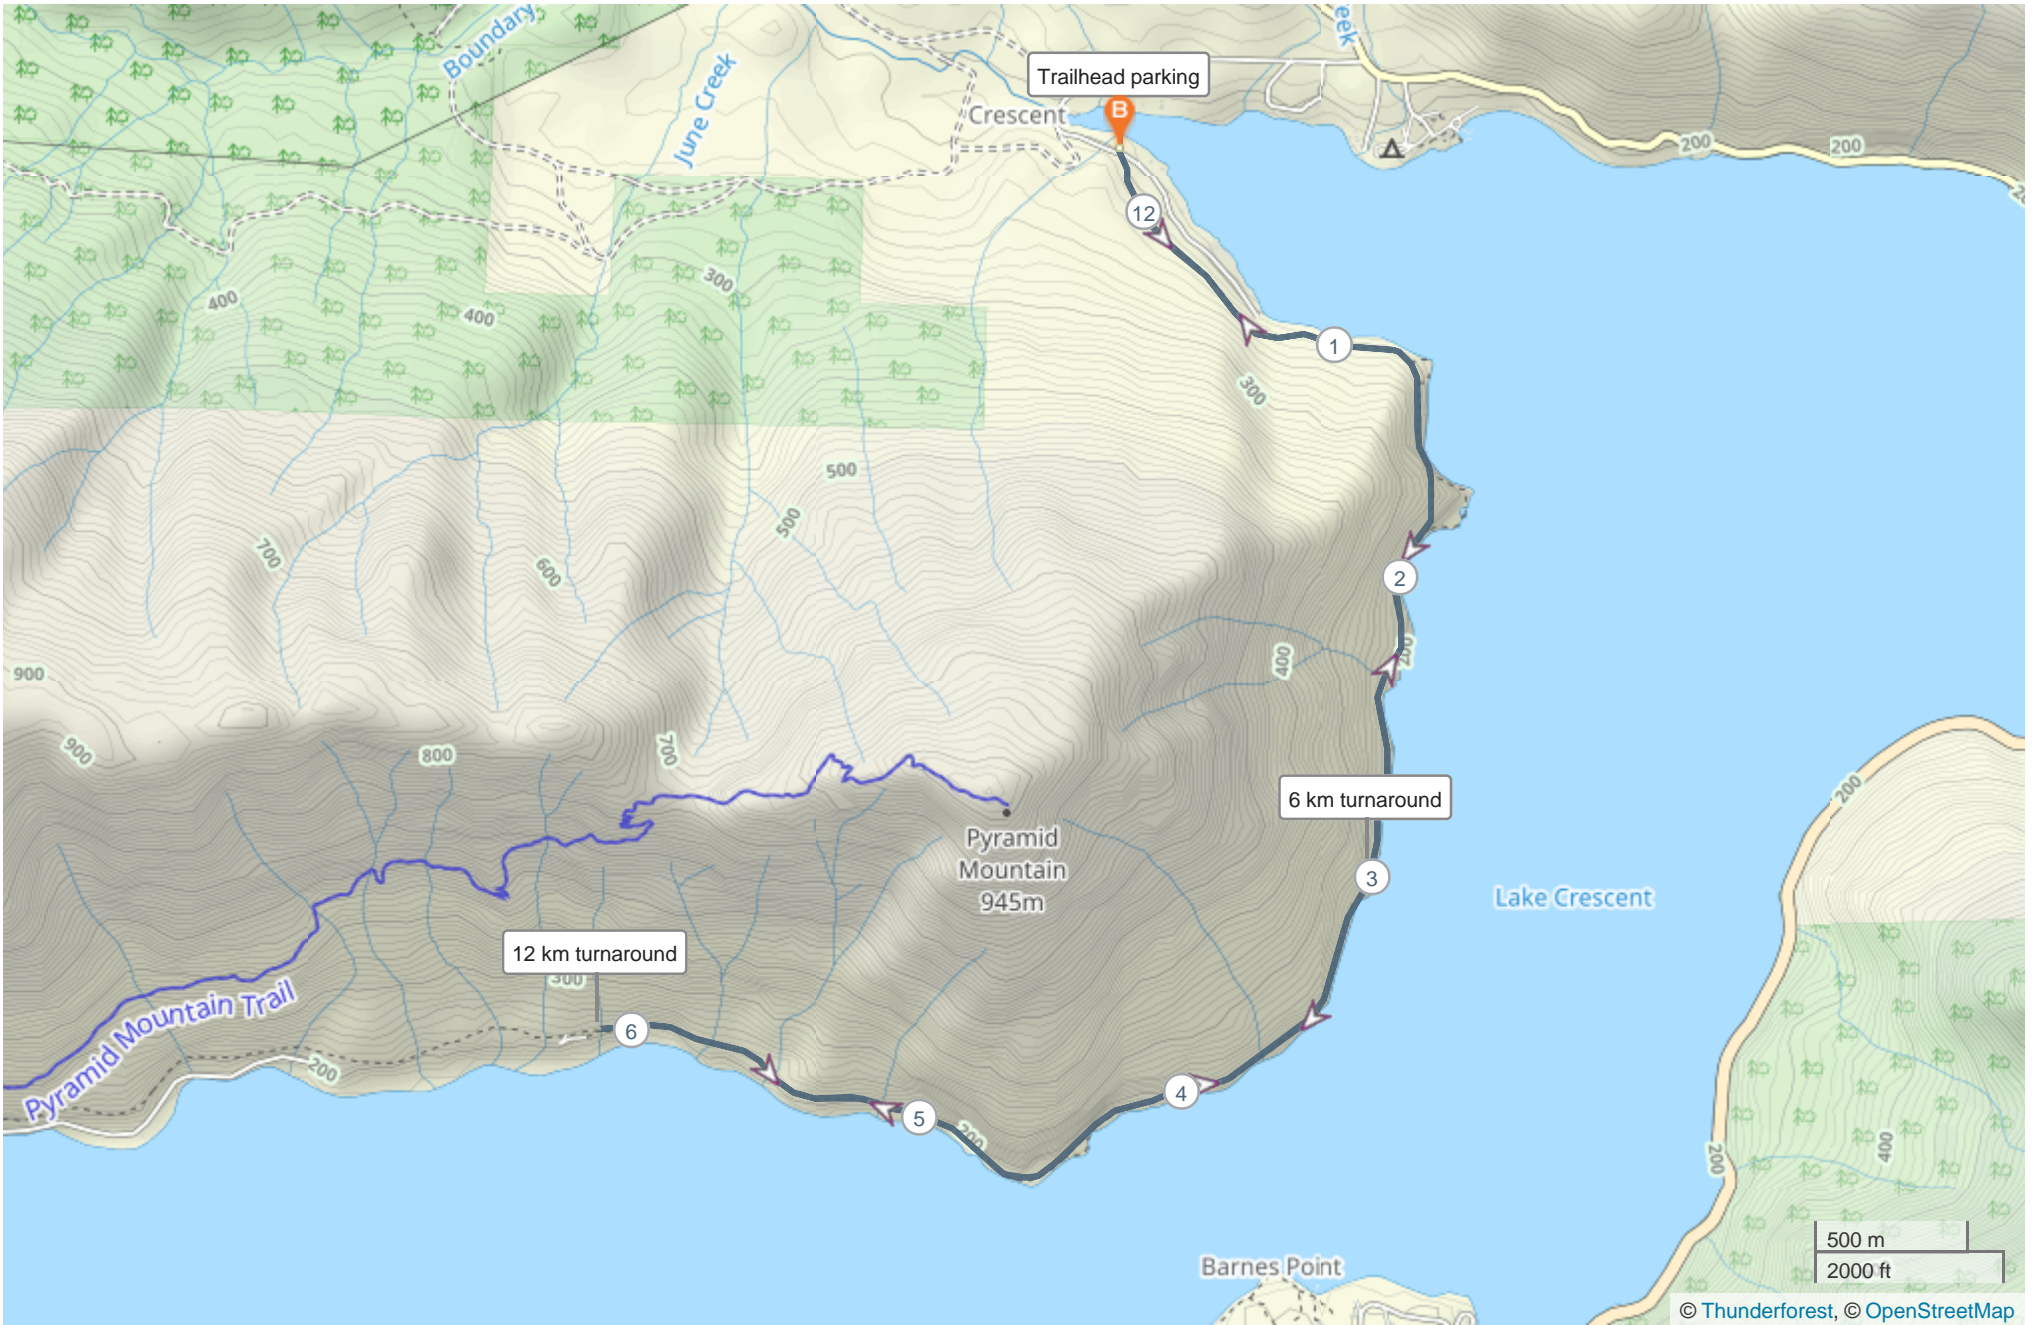 Boundary
June Creek
eek
Trailhead parking
Crescent
B
200
200
12
300
400
400
1
300
500
500
700
600
2
400
200
900
900
800
700
200
6 km turnaround
Pyramid
Mountain
945m
3
Lake Crescent
12 km turnaround
300
Pyramid Mountain Trail
6
200
4
5
200
200
400
Barnes Point
500 m
2000 ft
© Thunderforest, © OpenStreetMap